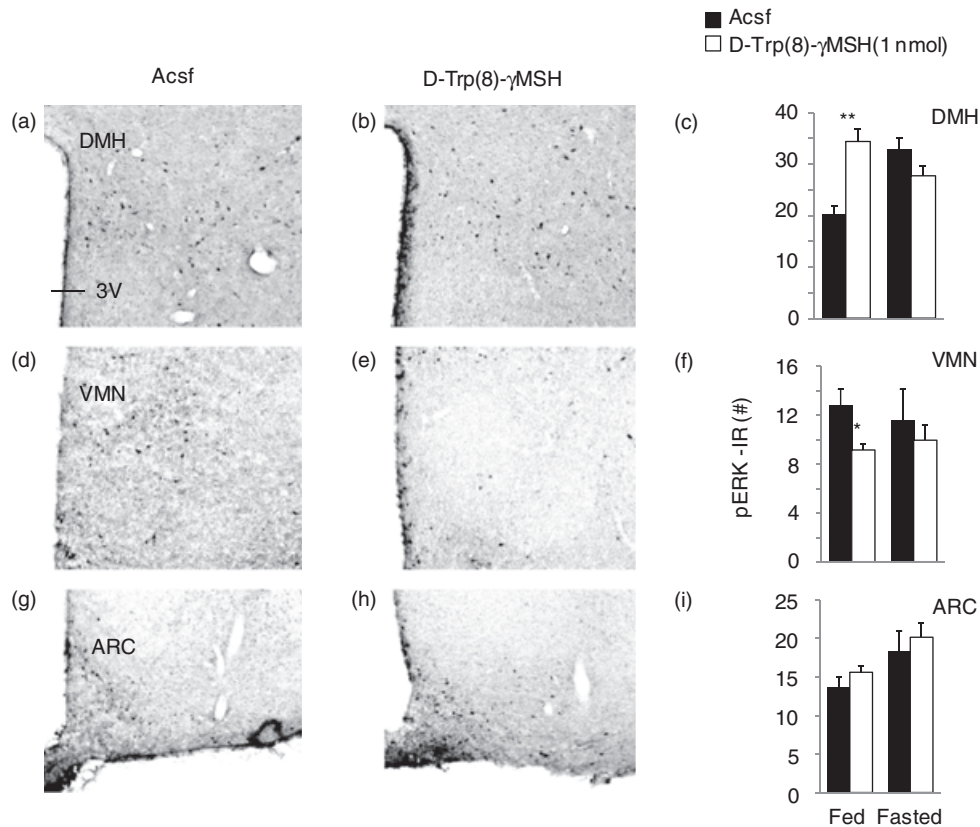 Acsf
D-Trp(8)-γMSH(1 nmol)
Acsf
D-Trp(8)-γMSH
(a)
DMH
3V
(b)
(c)
DMH
**
40
30
20
10
0
(d)
VMN
(e)
(f)
VMN
*
pERK -IR (#)
16
12
8
4
0
(g)
ARC
(h)
(i)
ARC
25
20
15
10
5
0
Fed Fasted